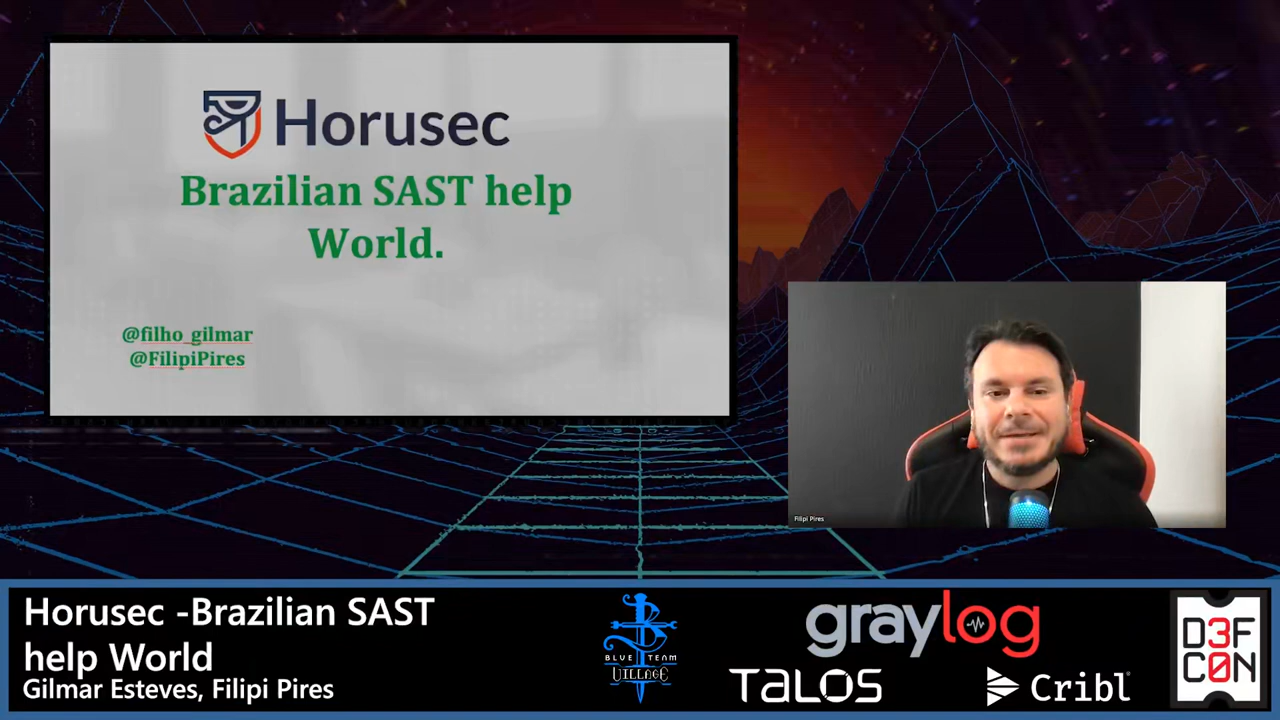 Horusec
Brazilian SAST help
World.
@filho_gilmar
@FilipiPires
Filipi Pires
Horusec -Brazilian SAST
help World
Gilmar Esteves, Filipi Pires
BLUE TEAM
VILLAGE
graylog
TALOS
Cribl
D3F
C0N